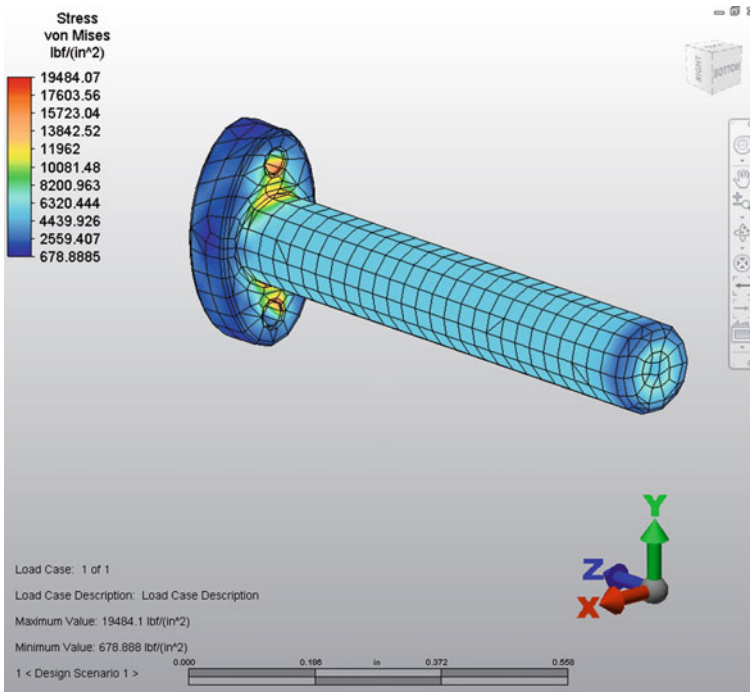 Stress
von Mises
lbf/(in^2)
19484.07
17603.56
15723.04
13842.52
11962
10081.48
8200.963
6320.444
4439.926
2559.407
678.8885
RIGHT
BOTTOM
Y
Z
X
Load Case: 1 of 1
Load Case Description: Load Case Description
Maximum Value: 19484.1 lbf/(in^2)
Minimum Value: 678.888 lbf/(in^2)
0.000 0.186 in 0.372 0.558
1 < Design Scenario 1 >